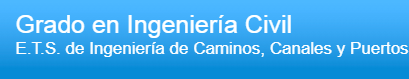 Grado en Ingeniería Civil
E.T.S. de Ingeniería de Caminos, Canales y Puertos